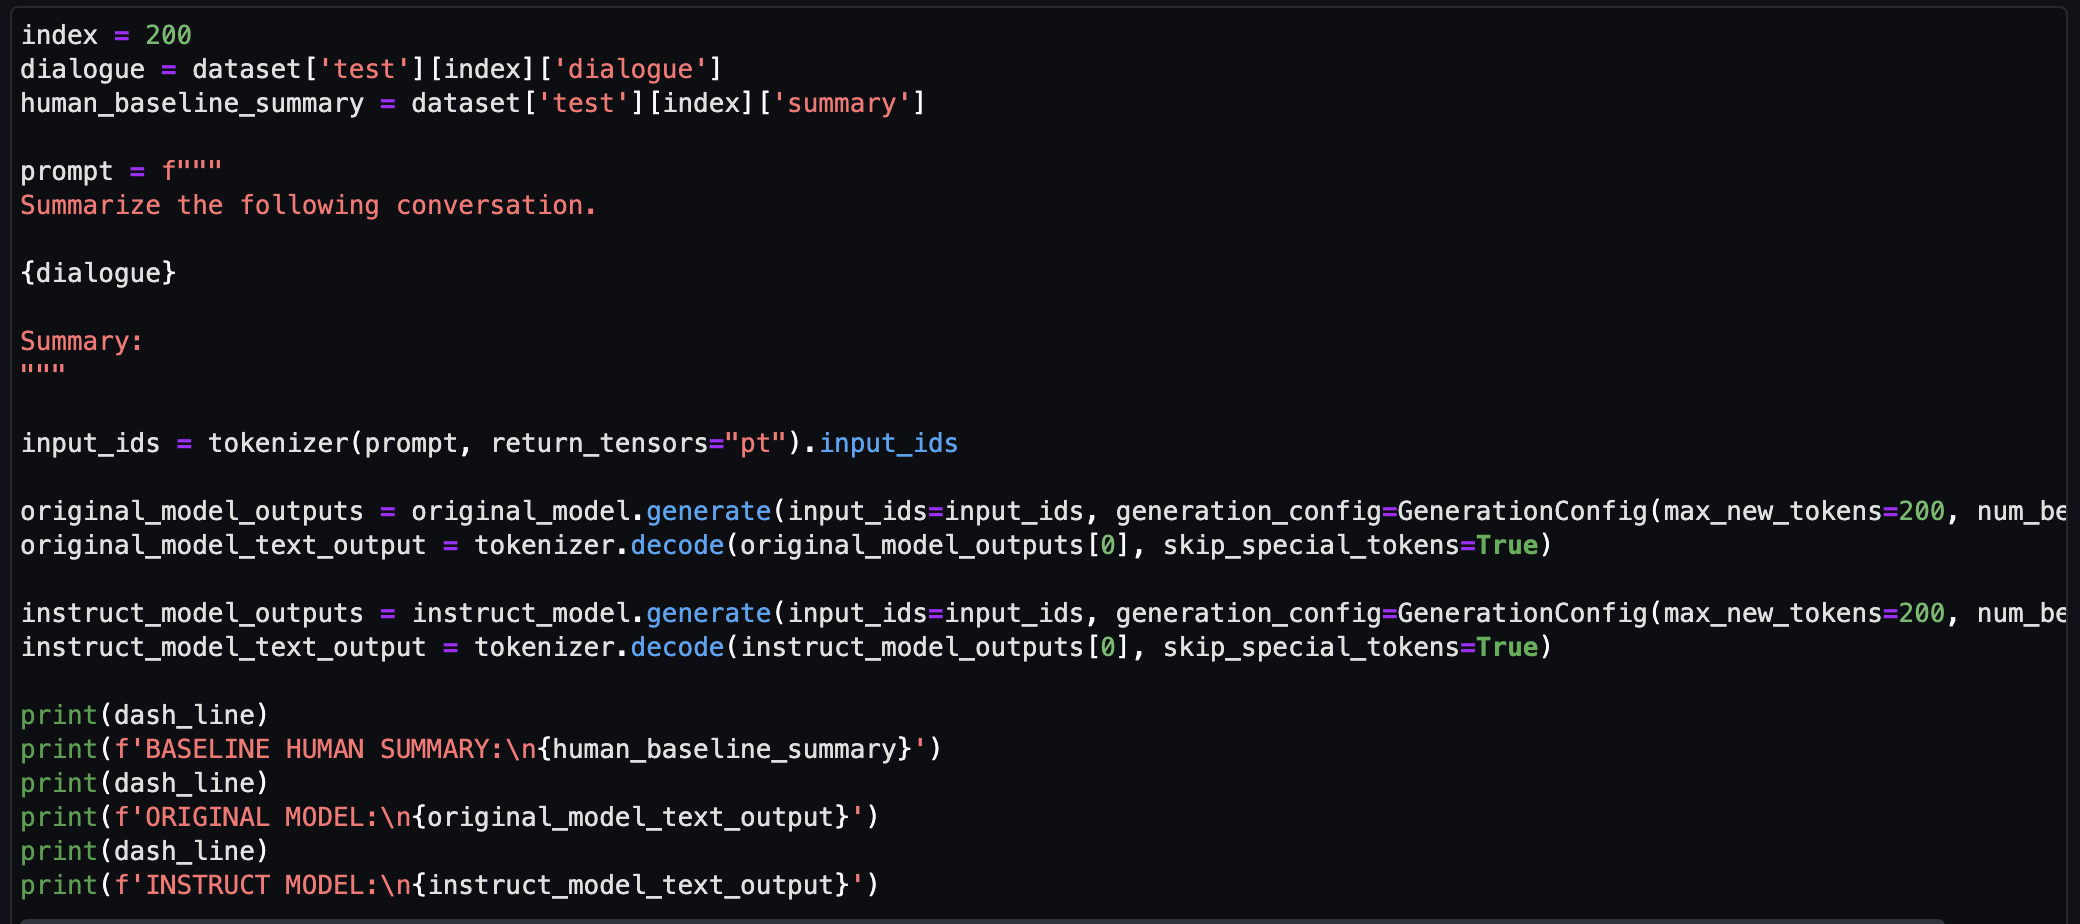 index = 200
dialogue = dataset['test'][index]['dialogue']
human_baseline_summary = dataset['test'][index]['summary']
prompt = f"""
Summarize the following conversation.
{dialogue}
Summary:
"""
input_ids = tokenizer(prompt, return_tensors="pt").input_ids
original_model_outputs = original_model.generate(input_ids=input_ids, generation_config=GenerationConfig(max_new_tokens=200, num_be
original_model_text_output = tokenizer.decode(original_model_outputs[0], skip_special_tokens=True)
instruct_model_outputs = instruct_model.generate(input_ids=input_ids, generation_config=GenerationConfig(max_new_tokens=200, num_be
instruct_model_text_output = tokenizer.decode(instruct_model_outputs[0], skip_special_tokens=True)
print(dash_line)
print(f'BASELINE HUMAN SUMMARY:\n{human_baseline_summary}')
print(dash_line)
print(f'ORIGINAL MODEL:\n{original_model_text_output}')
print(dash_line)
print(f'INSTRUCT MODEL:\n{instruct_model_text_output}')